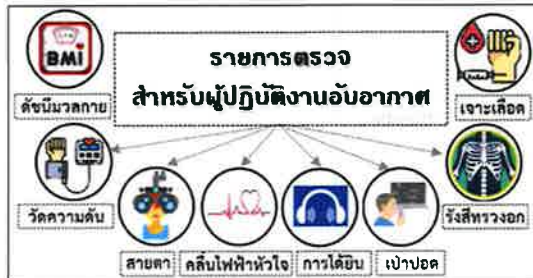 รายการตรวจ
สำหรับผู้ปฏิบัติงานอับอากาศ
BMI
ดัชนีมวลกาย
เจาะเลือด
วัดความดัน
รังสีทรวงอก
สายตา
คลื่นไฟฟ้าหัวใจ
การได้ยิน
เป่าปอด